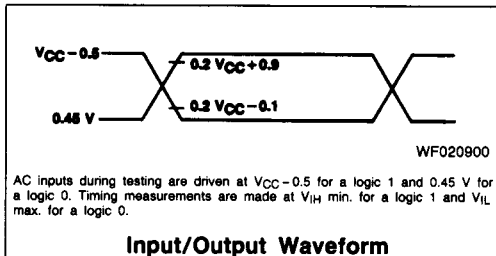 VCC−0.5
0.2 VCC+0.9
0.2 VCC−0.1
0.45 V
WF020900
AC inputs during testing are driven at VCC−0.5 for a logic 1 and 0.45 V for
a logic 0. Timing measurements are made at VIH min. for a logic 1 and VIL
max. for a logic 0.
Input/Output Waveform